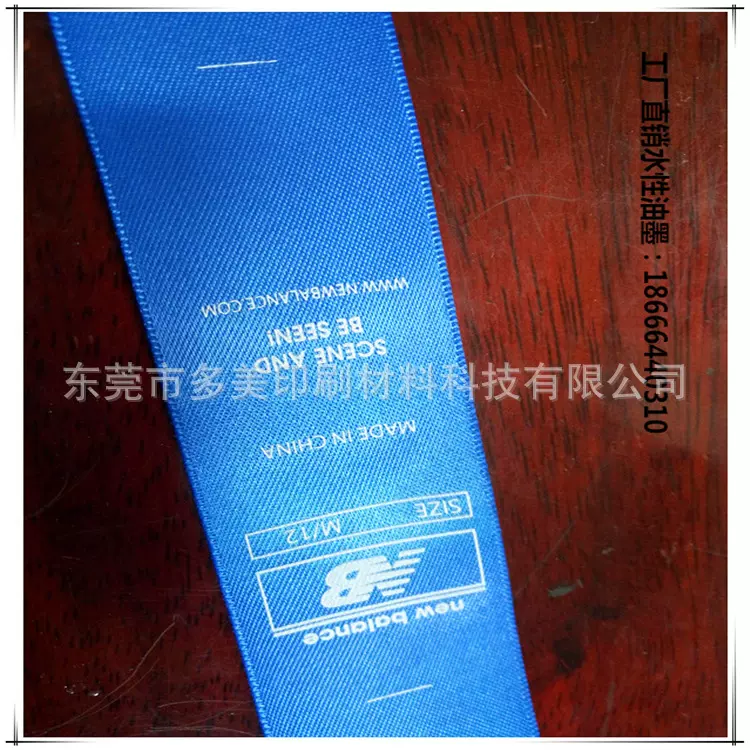 工厂直销水性油墨：18666440310
东莞市多美印刷材料科技有限公司
new balance
NB
SIZE M/12
MADE IN CHINA
SCENE AND
BE SEEN!
WWW.NEWBALANCE.COM